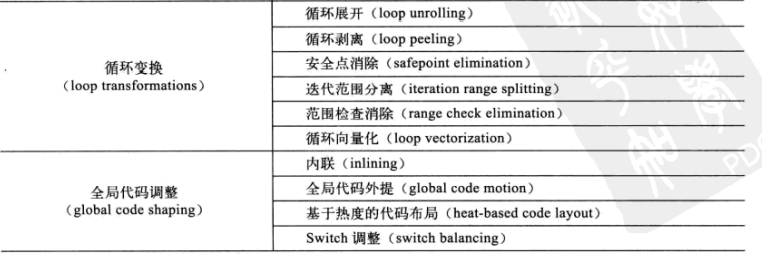 循环变换
(loop transformations)
循环展开（loop unrolling）
循环剥离（loop peeling）
安全点消除（safepoint elimination）
迭代范围分离（iteration range splitting）
范围检查消除（range check elimination）
循环向量化（loop vectorization）
全局代码调整
(global code shaping)
内联（inlining）
全局代码外提（global code motion）
基于热度的代码布局（heat-based code layout）
Switch 调整（switch balancing）